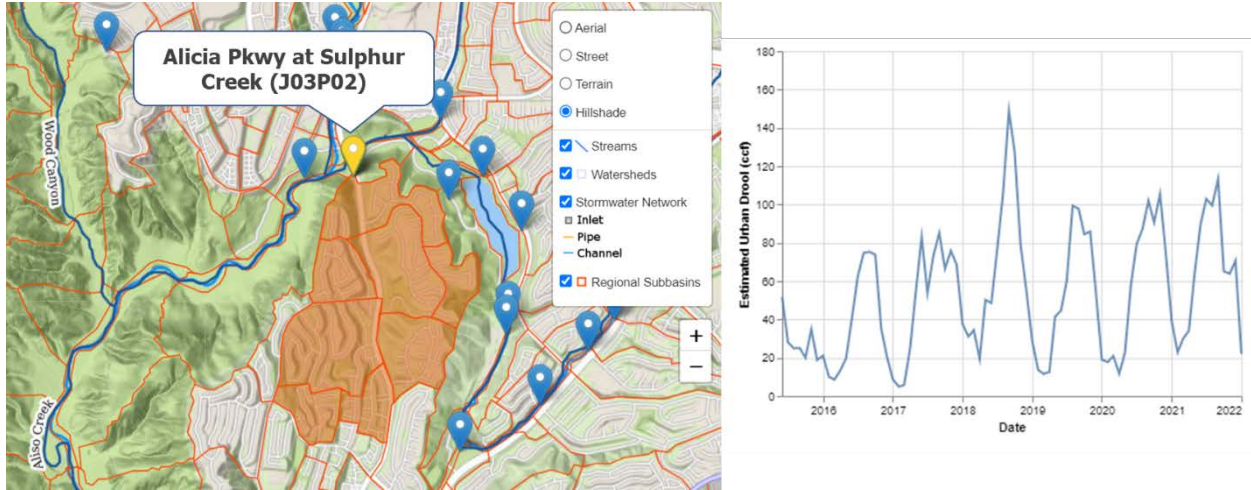 Alicia Pkwy at Sulphur
Creek (J03P02)
Wood Canyon
Aliso Creek
Aerial
Street
Terrain
Hillshade
Streams
Watersheds
Stormwater Network
Inlet
Pipe
Channel
Regional Subbasins
+
−
Estimated Urban Drool (ccf)
180
160
140
120
100
80
60
40
20
0
2016
2017
2018
2019
2020
2021
2022
Date